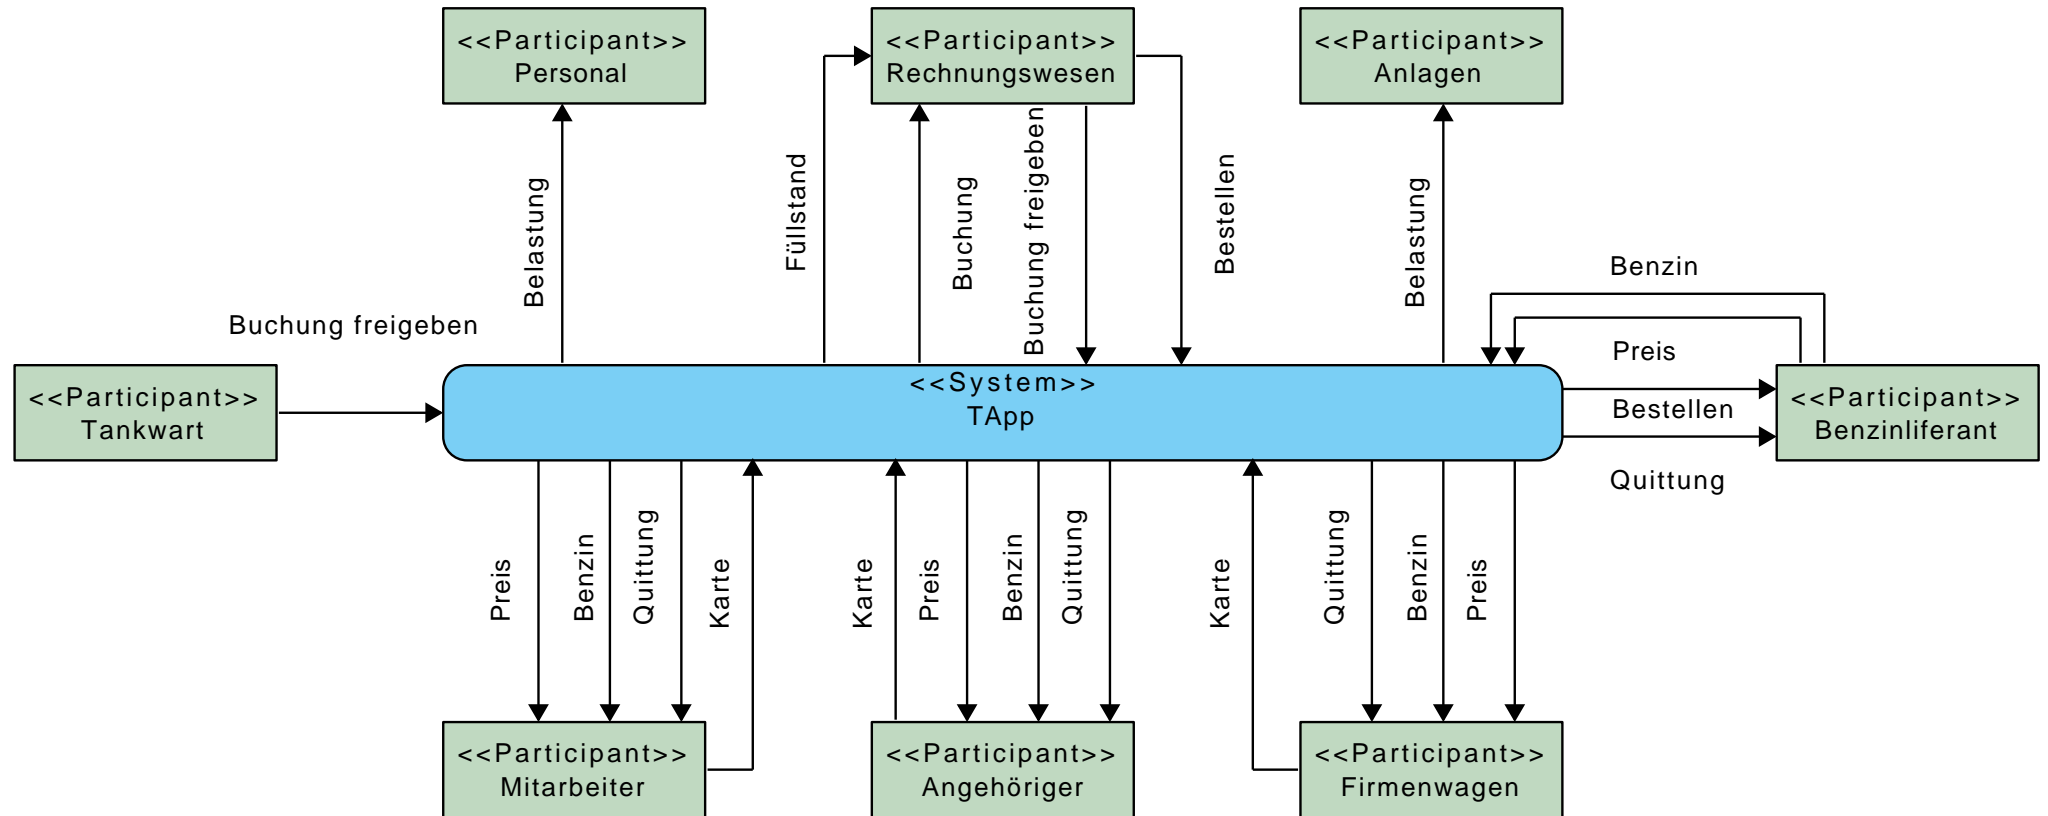 <<Participant>>
Personal
<<Participant>>
Rechnungswesen
<<Participant>>
Anlagen
Belastung
Füllstand
Buchung
Buchung freigeben
Bestellen
Belastung
Benzin
Buchung freigeben
Preis
<<Participant>>
Tankwart
<<System>>
TApp
Bestellen
<<Participant>>
Benzinliferant
Quittung
Preis
Benzin
Quittung
Karte
Karte
Preis
Benzin
Quittung
Karte
Quittung
Benzin
Preis
<<Participant>>
Mitarbeiter
<<Participant>>
Angehöriger
<<Participant>>
Firmenwagen